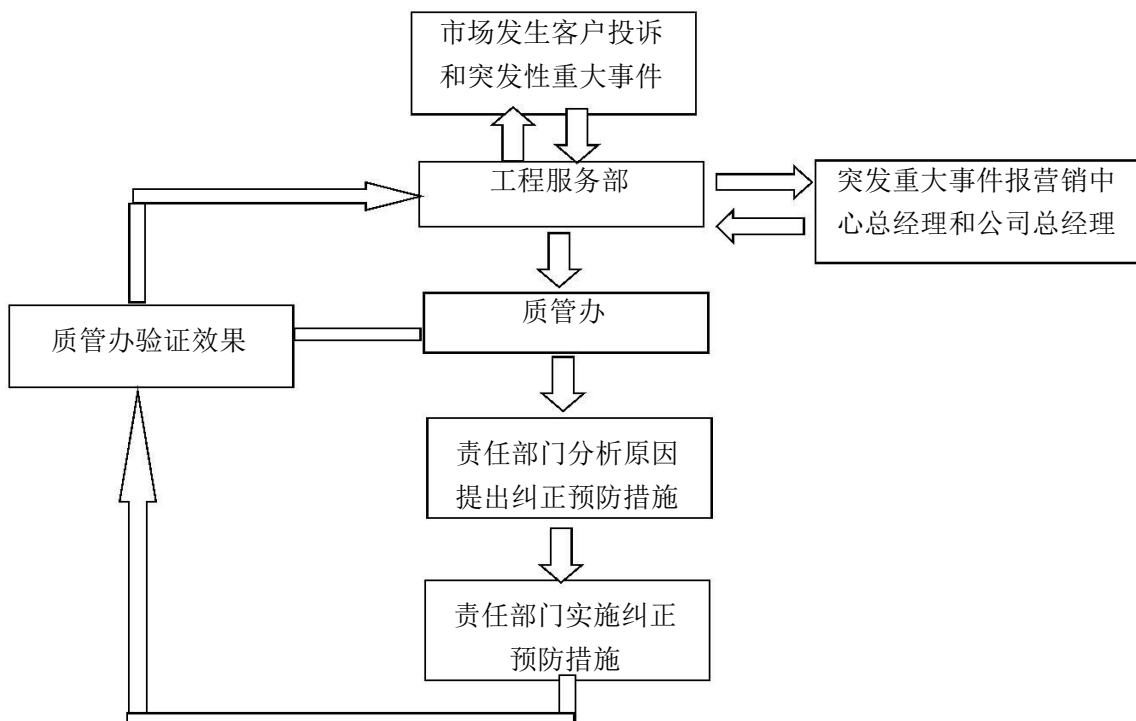 市场发生客户投诉
和突发性重大事件
工程服务部
突发重大事件报营销中
心总经理和公司总经理
质管办
质管办验证效果
责任部门分析原因
提出纠正预防措施
责任部门实施纠正
预防措施